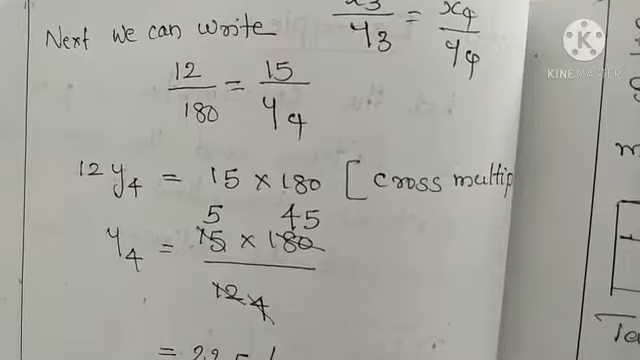 Next we can write x3/y3 = x4/y4
12/180 = 15/y4
12 y4 = 15 × 180 [cross multip
5 45
y4 = 15 × 180
12 4
= 225
KINEMASTER